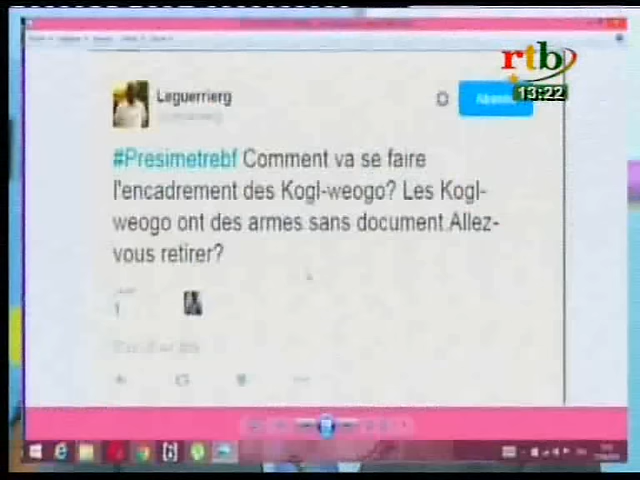 rtb
13:22
Leguerrierg
#Presimetrebf Comment va se faire
l'encadrement des Kogl-weogo? Les Kogl-
weogo ont des armes sans document Allez-
vous retirer?
1